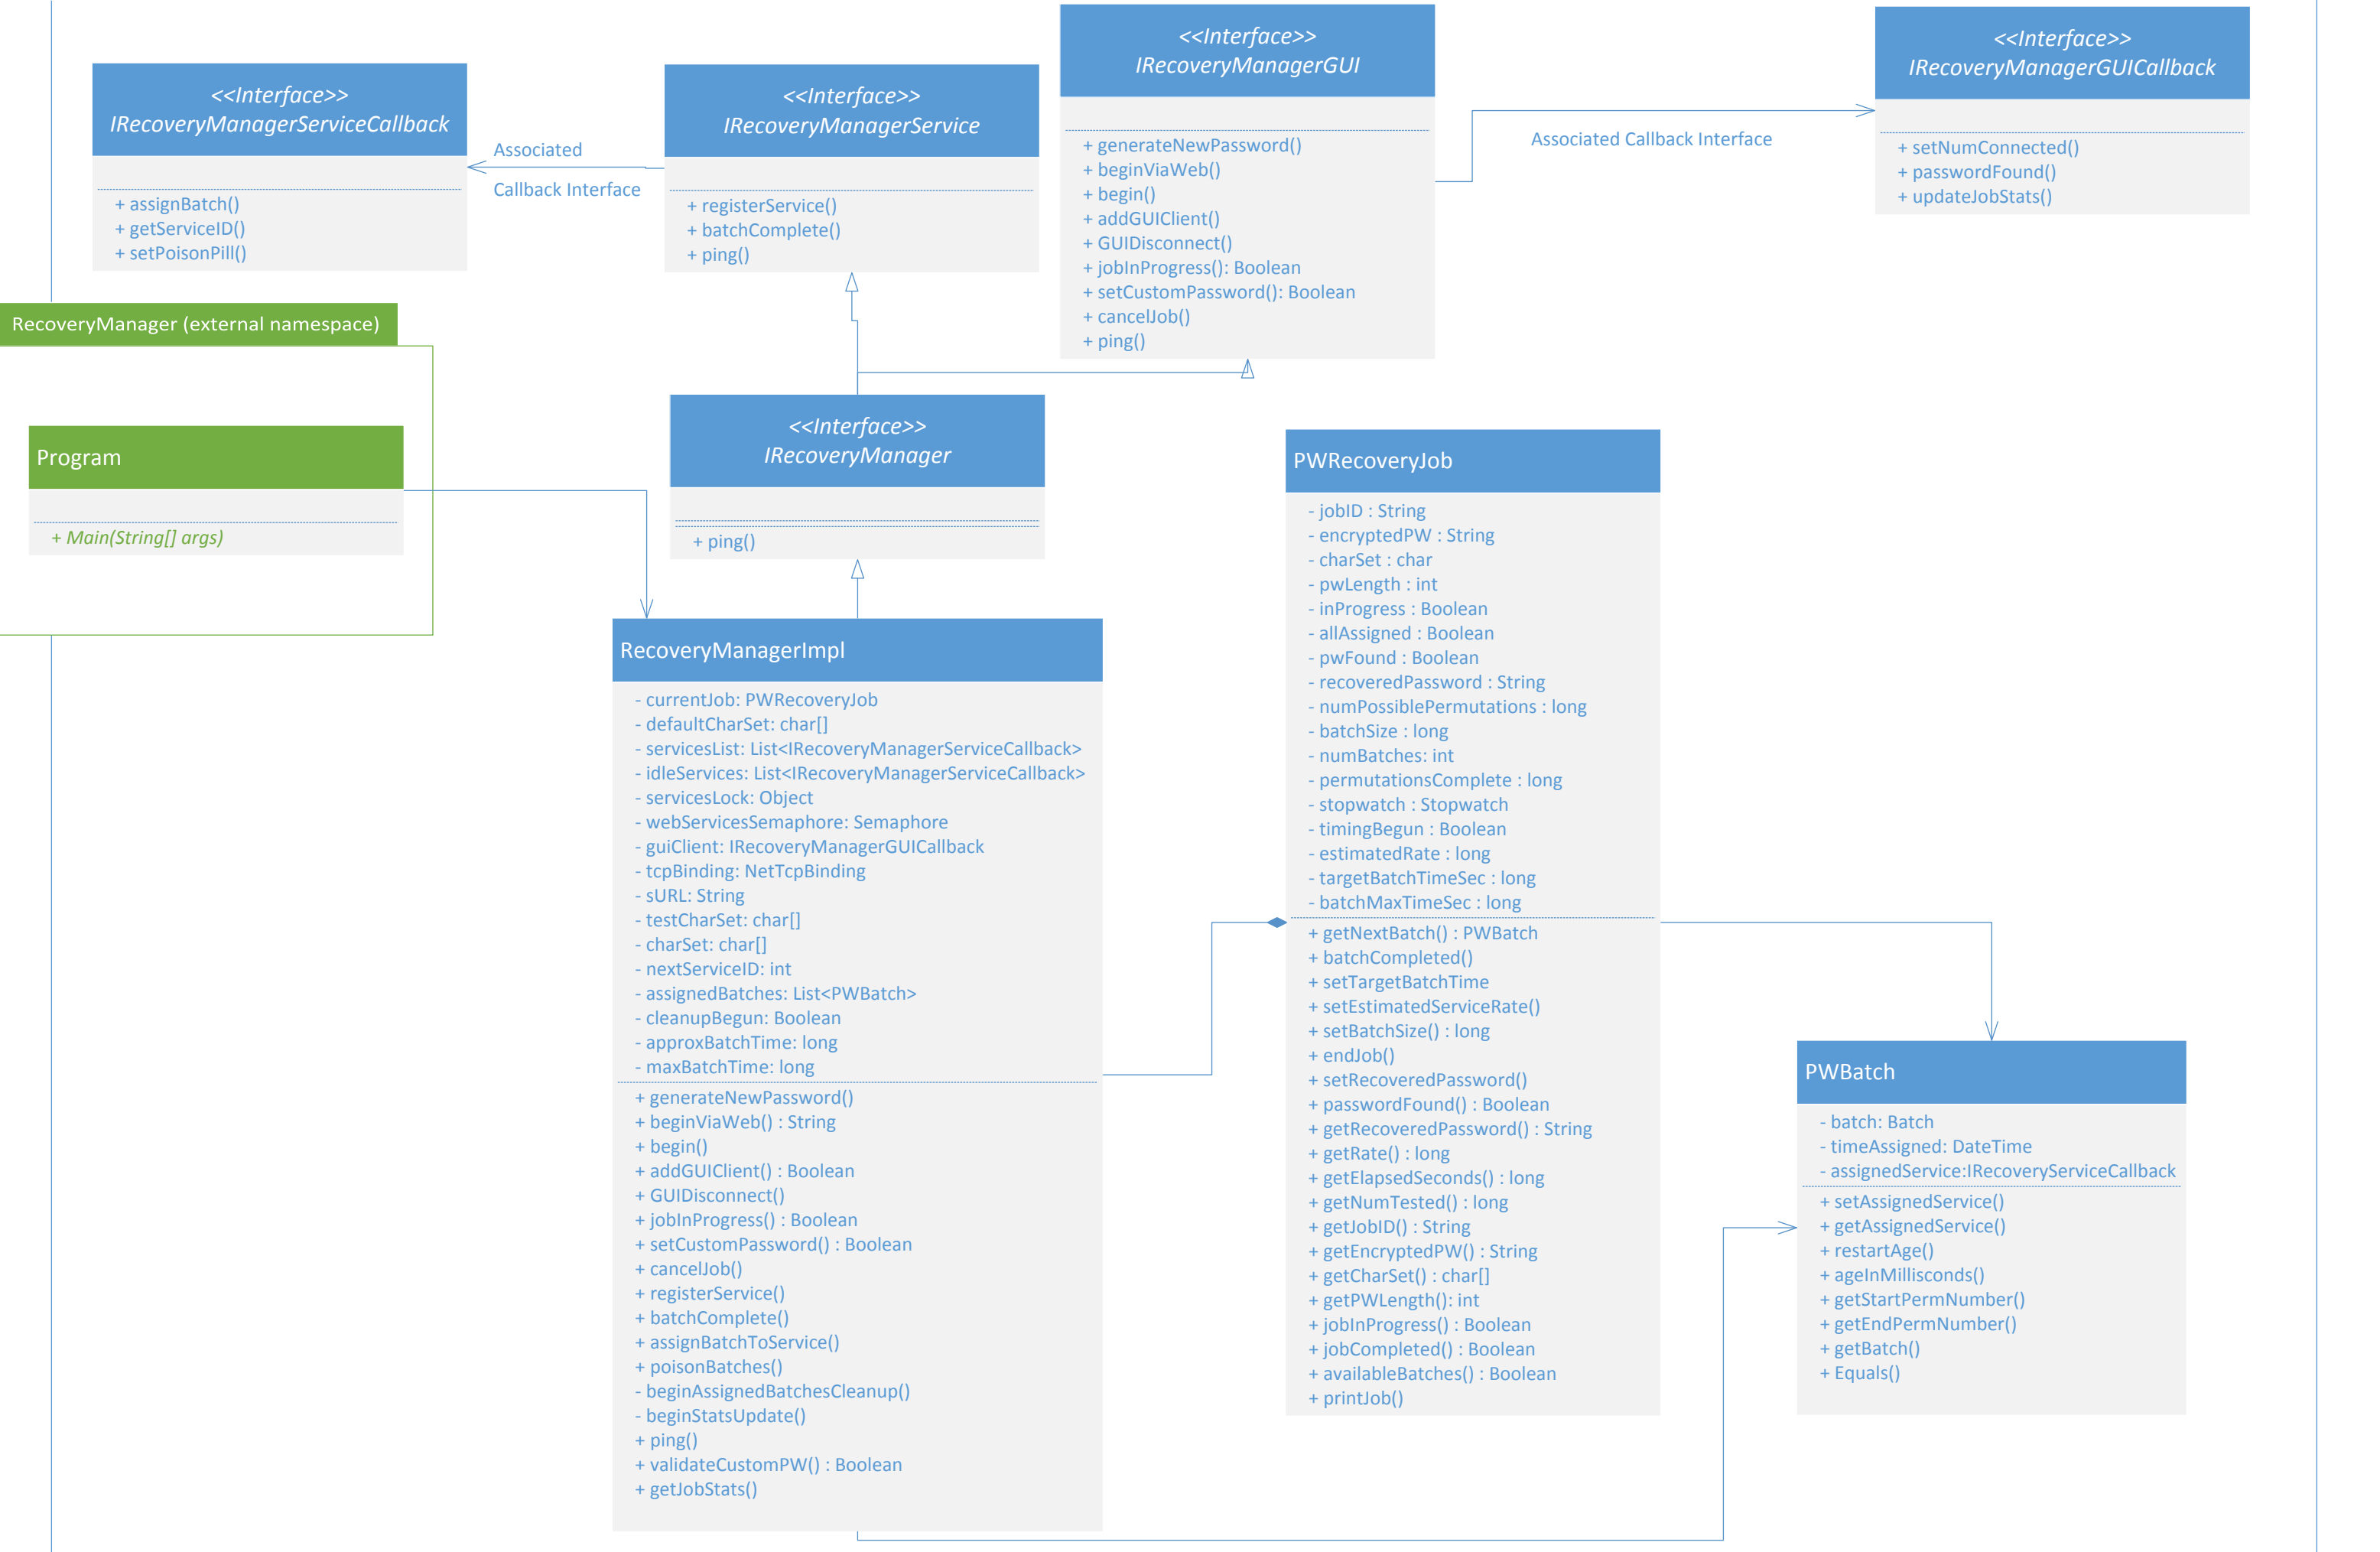 <<Interface>>
IRecoveryManagerServiceCallback
+ assignBatch()
+ getServiceID()
+ setPoisonPill()
Associated
Callback Interface
<<Interface>>
IRecoveryManagerService
+ registerService()
+ batchComplete()
+ ping()
<<Interface>>
IRecoveryManagerGUI
+ generateNewPassword()
+ beginViaWeb()
+ begin()
+ addGUIClient()
+ GUIDisconnect()
+ jobInProgress(): Boolean
+ setCustomPassword(): Boolean
+ cancelJob()
+ ping()
Associated Callback Interface
<<Interface>>
IRecoveryManagerGUICallback
+ setNumConnected()
+ passwordFound()
+ updateJobStats()
RecoveryManager (external namespace)
Program
+ Main(String[] args)
<<Interface>>
IRecoveryManager
+ ping()
RecoveryManagerImpl
- currentJob: PWRecoveryJob
- defaultCharSet: char[]
- servicesList: List<IRecoveryManagerServiceCallback>
- idleServices: List<IRecoveryManagerServiceCallback>
- servicesLock: Object
- webServicesSemaphore: Semaphore
- guiClient: IRecoveryManagerGUICallback
- tcpBinding: NetTcpBinding
- sURL: String
- testCharSet: char[]
- charSet: char[]
- nextServiceID: int
- assignedBatches: List<PWBatch>
- cleanupBegun: Boolean
- approxBatchTime: long
- maxBatchTime: long
+ generateNewPassword()
+ beginViaWeb() : String
+ begin()
+ addGUIClient() : Boolean
+ GUIDisconnect()
+ jobInProgress() : Boolean
+ setCustomPassword() : Boolean
+ cancelJob()
+ registerService()
+ batchComplete()
+ assignBatchToService()
+ poisonBatches()
- beginAssignedBatchesCleanup()
- beginStatsUpdate()
+ ping()
+ validateCustomPW() : Boolean
+ getJobStats()
PWRecoveryJob
- jobID : String
- encryptedPW : String
- charSet : char
- pwLength : int
- inProgress : Boolean
- allAssigned : Boolean
- pwFound : Boolean
- recoveredPassword : String
- numPossiblePermutations : long
- batchSize : long
- numBatches: int
- permutationsComplete : long
- stopwatch : Stopwatch
- timingBegun : Boolean
- estimatedRate : long
- targetBatchTimeSec : long
- batchMaxTimeSec : long
+ getNextBatch() : PWBatch
+ batchCompleted()
+ setTargetBatchTime
+ setEstimatedServiceRate()
+ setBatchSize() : long
+ endJob()
+ setRecoveredPassword()
+ passwordFound() : Boolean
+ getRecoveredPassword() : String
+ getRate() : long
+ getElapsedSeconds() : long
+ getNumTested() : long
+ getJobID() : String
+ getEncryptedPW() : String
+ getCharSet() : char[]
+ getPWLength(): int
+ jobInProgress() : Boolean
+ jobCompleted() : Boolean
+ availableBatches() : Boolean
+ printJob()
PWBatch
- batch: Batch
- timeAssigned: DateTime
- assignedService:IRecoveryServiceCallback
+ setAssignedService()
+ getAssignedService()
+ restartAge()
+ ageInMillisconds()
+ getStartPermNumber()
+ getEndPermNumber()
+ getBatch()
+ Equals()